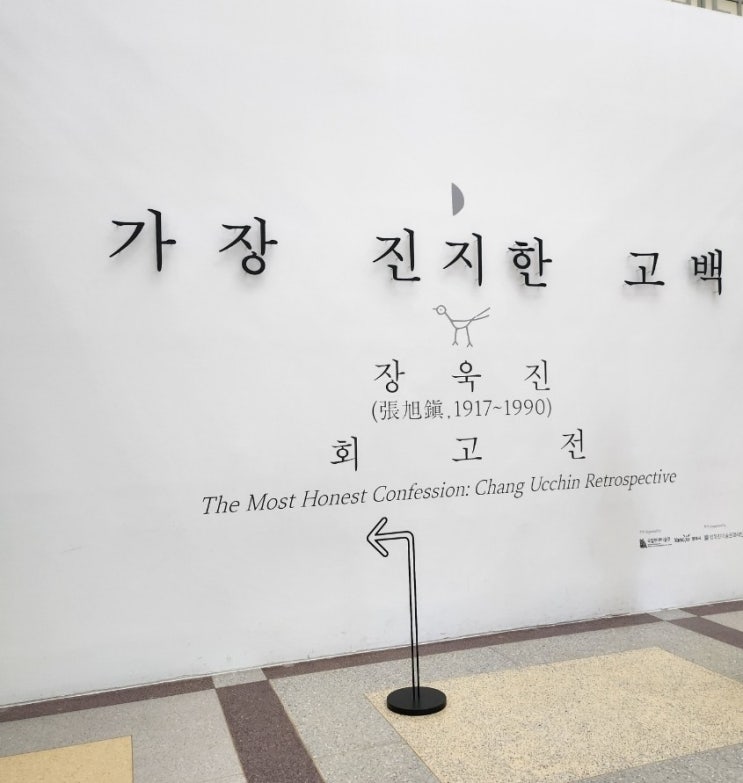 가장 진지한 고백
장욱진
(張旭鎭, 1917~1990)
회고전
The Most Honest Confession: Chang Ucchin Retrospective